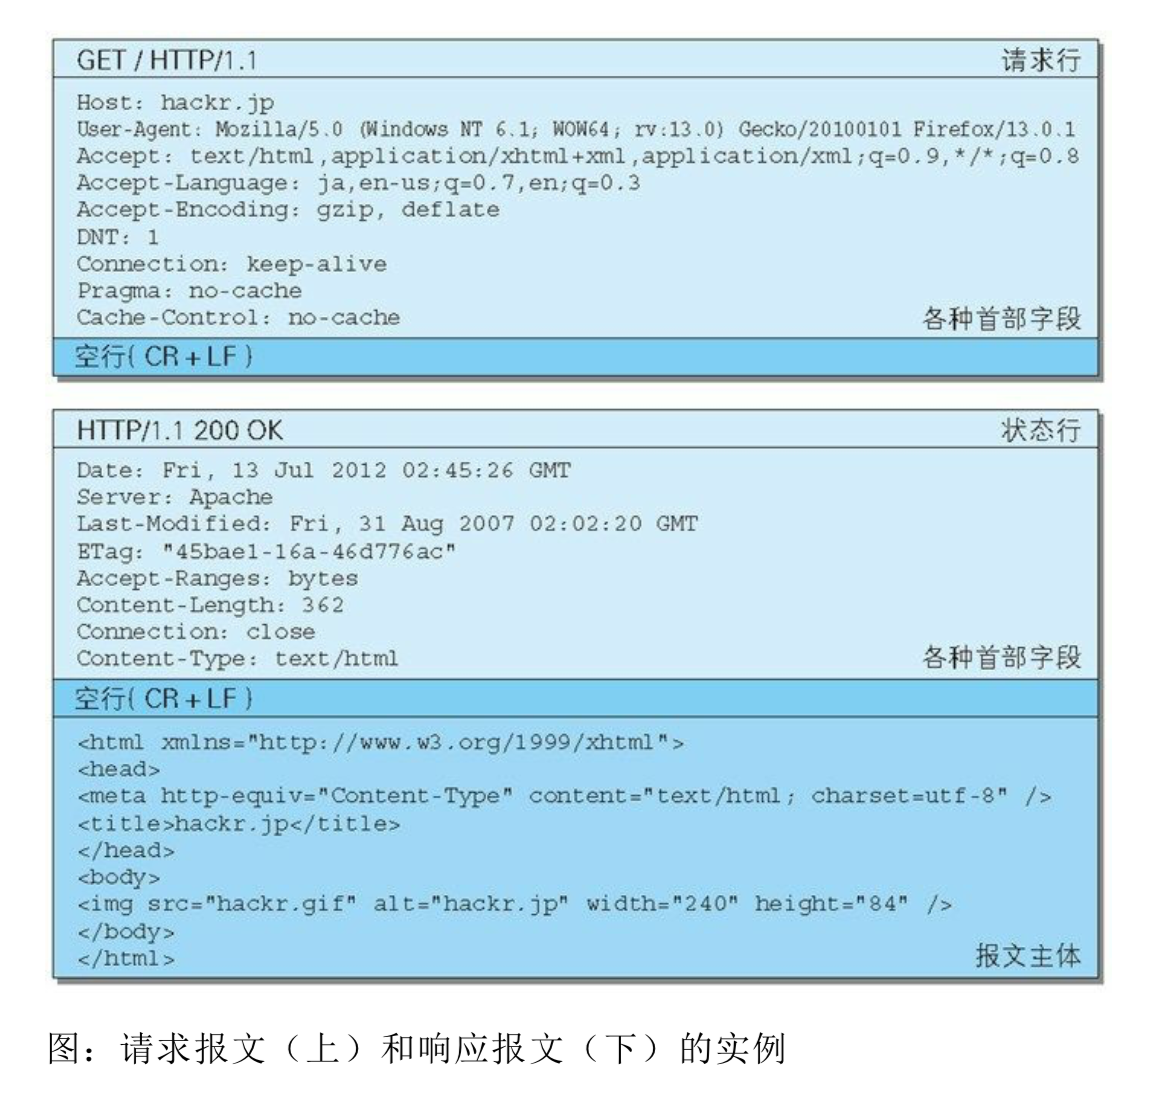 GET / HTTP/1.1 请求行
Host: hackr.jp
User-Agent: Mozilla/5.0 (Windows NT 6.1; WOW64; rv:13.0) Gecko/20100101 Firefox/13.0.1
Accept: text/html,application/xhtml+xml,application/xml;q=0.9,*/*;q=0.8
Accept-Language: ja,en-us;q=0.7,en;q=0.3
Accept-Encoding: gzip, deflate
DNT: 1
Connection: keep-alive
Pragma: no-cache
Cache-Control: no-cache 各种首部字段
空行( CR + LF )
HTTP/1.1 200 OK 状态行
Date: Fri, 13 Jul 2012 02:45:26 GMT
Server: Apache
Last-Modified: Fri, 31 Aug 2007 02:02:20 GMT
ETag: "45bae1-16a-46d776ac"
Accept-Ranges: bytes
Content-Length: 362
Connection: close
Content-Type: text/html 各种首部字段
空行( CR + LF )
<html xmlns="http://www.w3.org/1999/xhtml">
<head>
<meta http-equiv="Content-Type" content="text/html; charset=utf-8" />
<title>hackr.jp</title>
</head>
<body>
<img src="hackr.gif" alt="hackr.jp" width="240" height="84" />
</body>
</html> 报文主体
图：请求报文（上）和响应报文（下）的实例